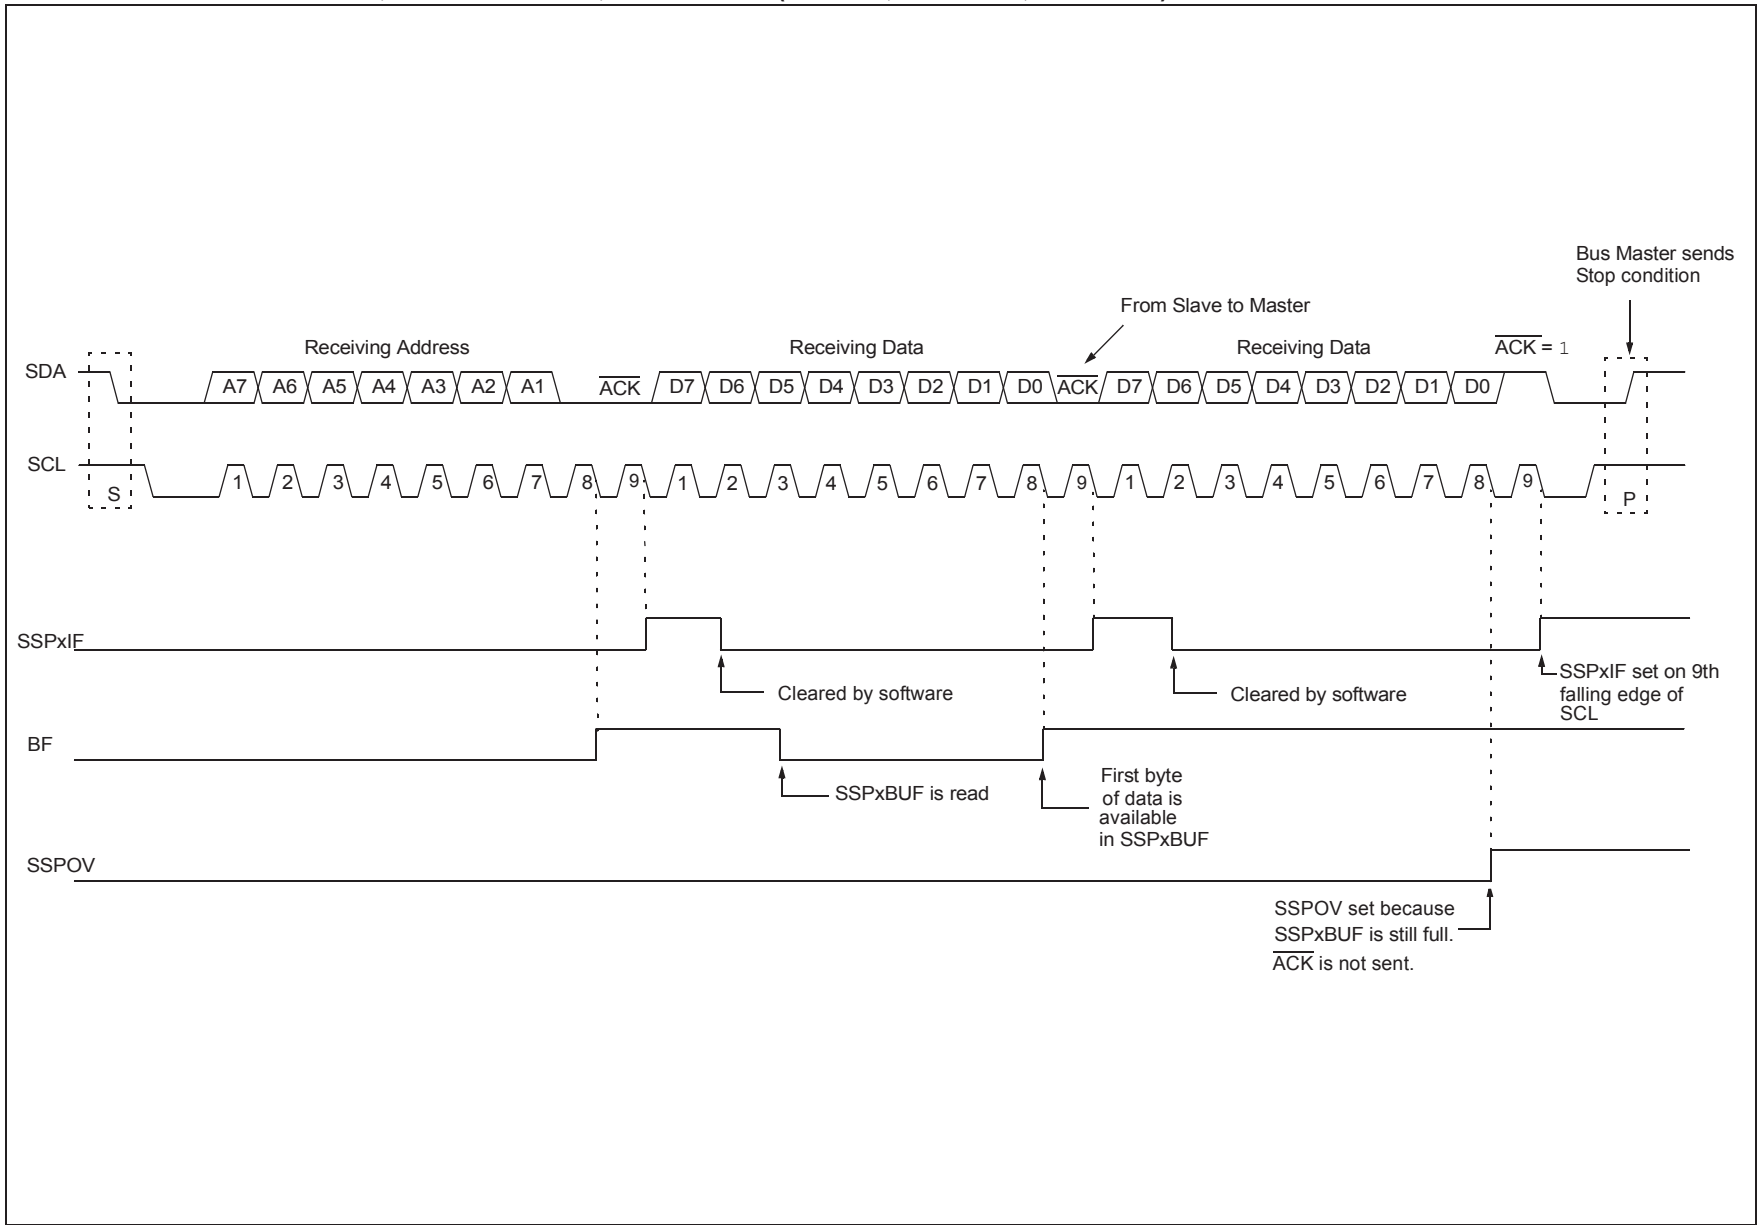 Bus Master sends
Stop condition
From Slave to Master
Receiving Address
Receiving Data
Receiving Data
ACK = 1
SDA
A7 A6 A5 A4 A3 A2 A1 ACK D7 D6 D5 D4 D3 D2 D1 D0 ACK D7 D6 D5 D4 D3 D2 D1 D0
SCL
S 1 2 3 4 5 6 7 8 9 1 2 3 4 5 6 7 8 9 1 2 3 4 5 6 7 8 9 P
SSPxIF
Cleared by software
Cleared by software
SSPxIF set on 9th
falling edge of
SCL
BF
SSPxBUF is read
First byte
of data is
available
in SSPxBUF
SSPOV
SSPOV set because
SSPxBUF is still full.
ACK is not sent.